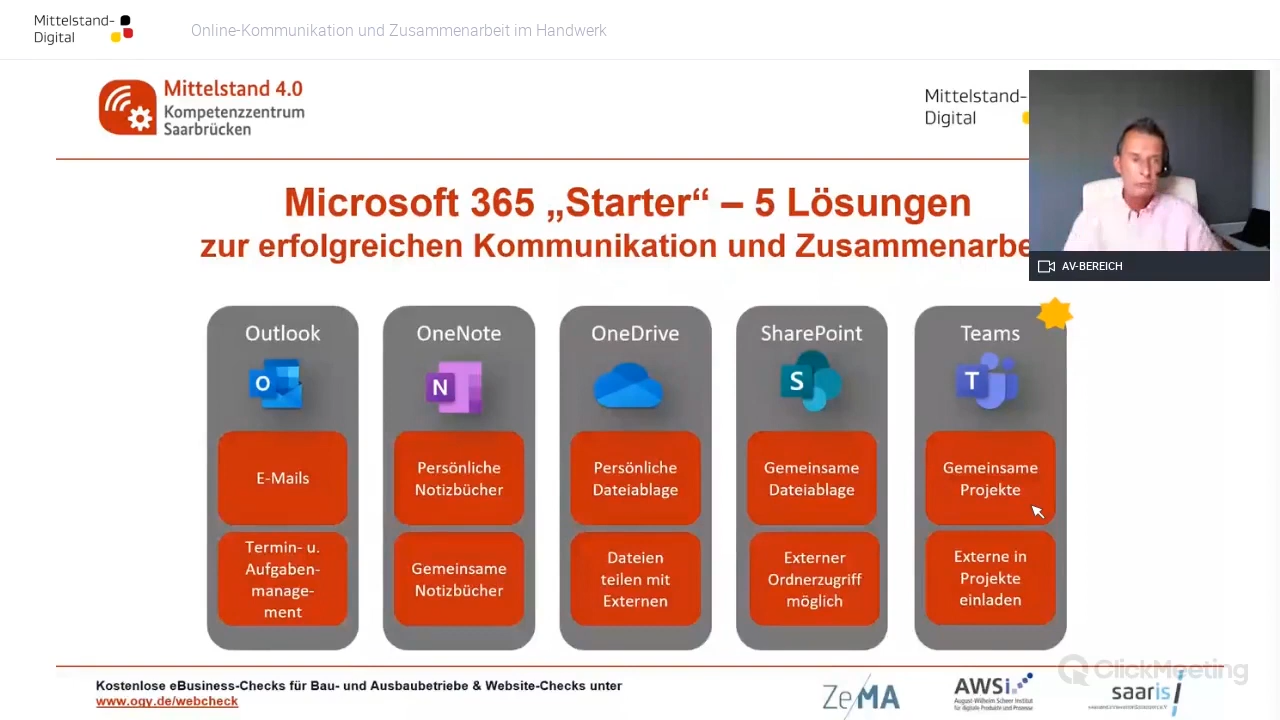 Mittelstand-
Digital
Online-Kommunikation und Zusammenarbeit im Handwerk
Mittelstand 4.0
Kompetenzzentrum
Saarbrücken
Mittelstand-
Digital
AV-BEREICH
Microsoft 365 „Starter“ – 5 Lösungen
zur erfolgreichen Kommunikation und Zusammenarbe
Outlook
O
E-Mails
Termin- u.
Aufgaben-
manage-
ment
OneNote
N
Persönliche
Notizbücher
Gemeinsame
Notizbücher
OneDrive
Persönliche
Dateiablage
Dateien
teilen mit
Externen
SharePoint
S
Gemeinsame
Dateiablage
Externer
Ordnerzugriff
möglich
Teams
T
Gemeinsame
Projekte
Externe in
Projekte
einladen
Kostenlose eBusiness-Checks für Bau- und Ausbaubetriebe & Website-Checks unter
www.ogy.de/webcheck
ZeMA
AWSi
August-Wilhelm Scheer Institut
für digitale Produkte und Prozesse
saaris
ClickMeeting